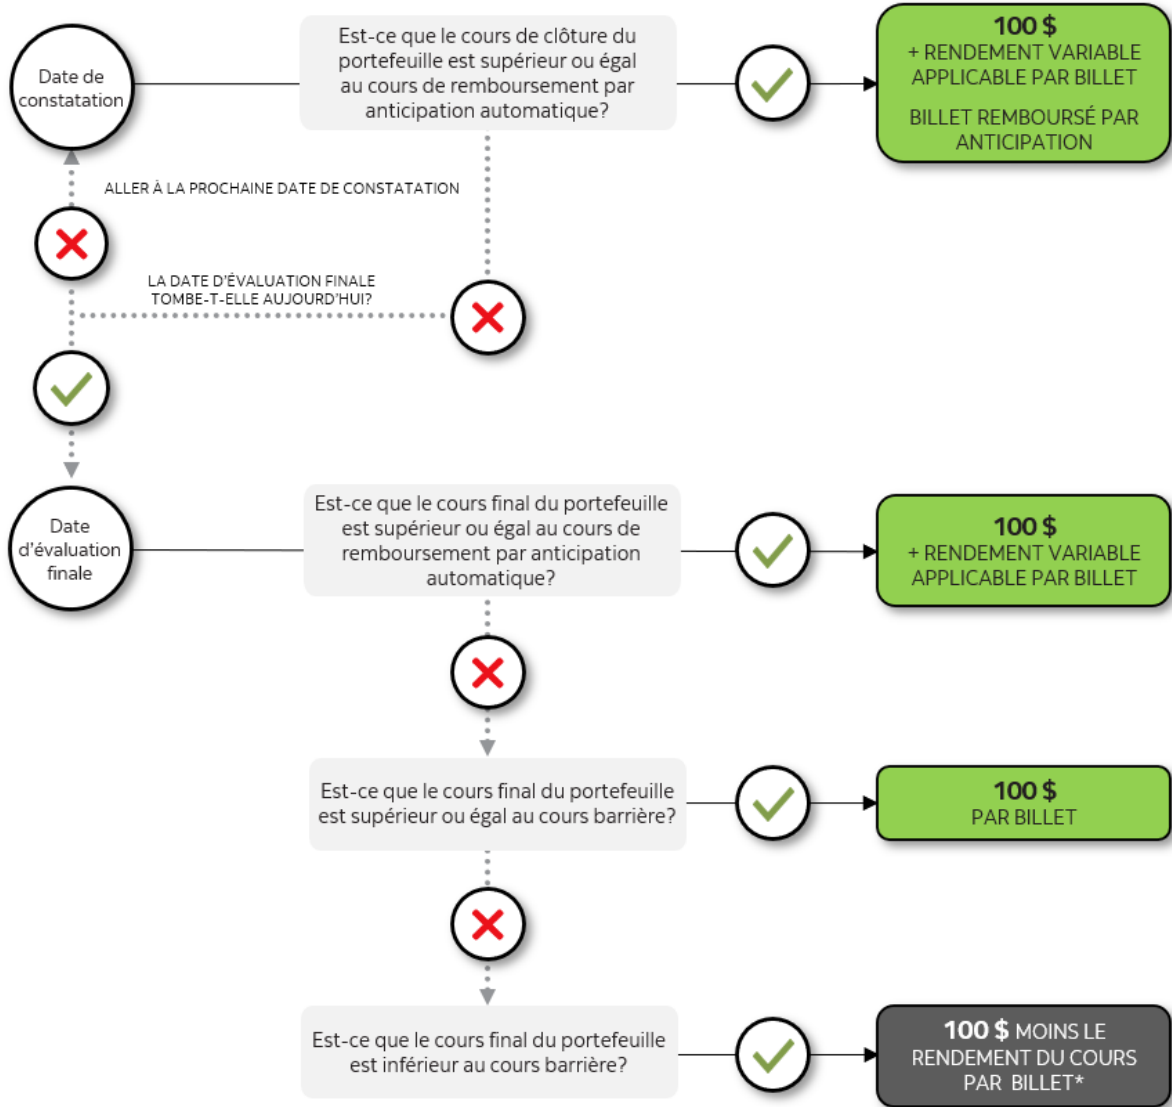 Date de
constatation
Est-ce que le cours de clôture du
portefeuille est supérieur ou égal
au cours de remboursement par
anticipation automatique?
100 $
+ RENDEMENT VARIABLE
APPLICABLE PAR BILLET
BILLET REMBOURSÉ PAR
ANTICIPATION
ALLER À LA PROCHAINE DATE DE CONSTATATION
LA DATE D'ÉVALUATION FINALE
TOMBE-T-ELLE AUJOURD'HUI?
Date
d'évaluation
finale
Est-ce que le cours final du portefeuille
est supérieur ou égal au cours de
remboursement par anticipation
automatique?
100 $
+ RENDEMENT VARIABLE
APPLICABLE PAR BILLET
Est-ce que le cours final du portefeuille
est supérieur ou égal au cours barrière?
100 $
PAR BILLET
Est-ce que le cours final du portefeuille
est inférieur au cours barrière?
100 $ MOINS LE
RENDEMENT DU COURS
PAR BILLET*